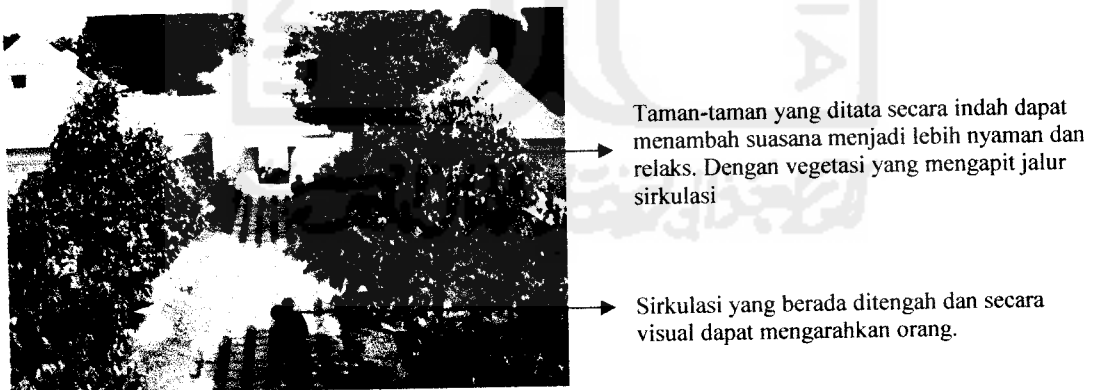 Taman-taman yang ditata secara indah dapat
menambah suasana menjadi lebih nyaman dan
relaks. Dengan vegetasi yang mengapit jalur
sirkulasi
Sirkulasi yang berada ditengah dan secara
visual dapat mengarahkan orang.